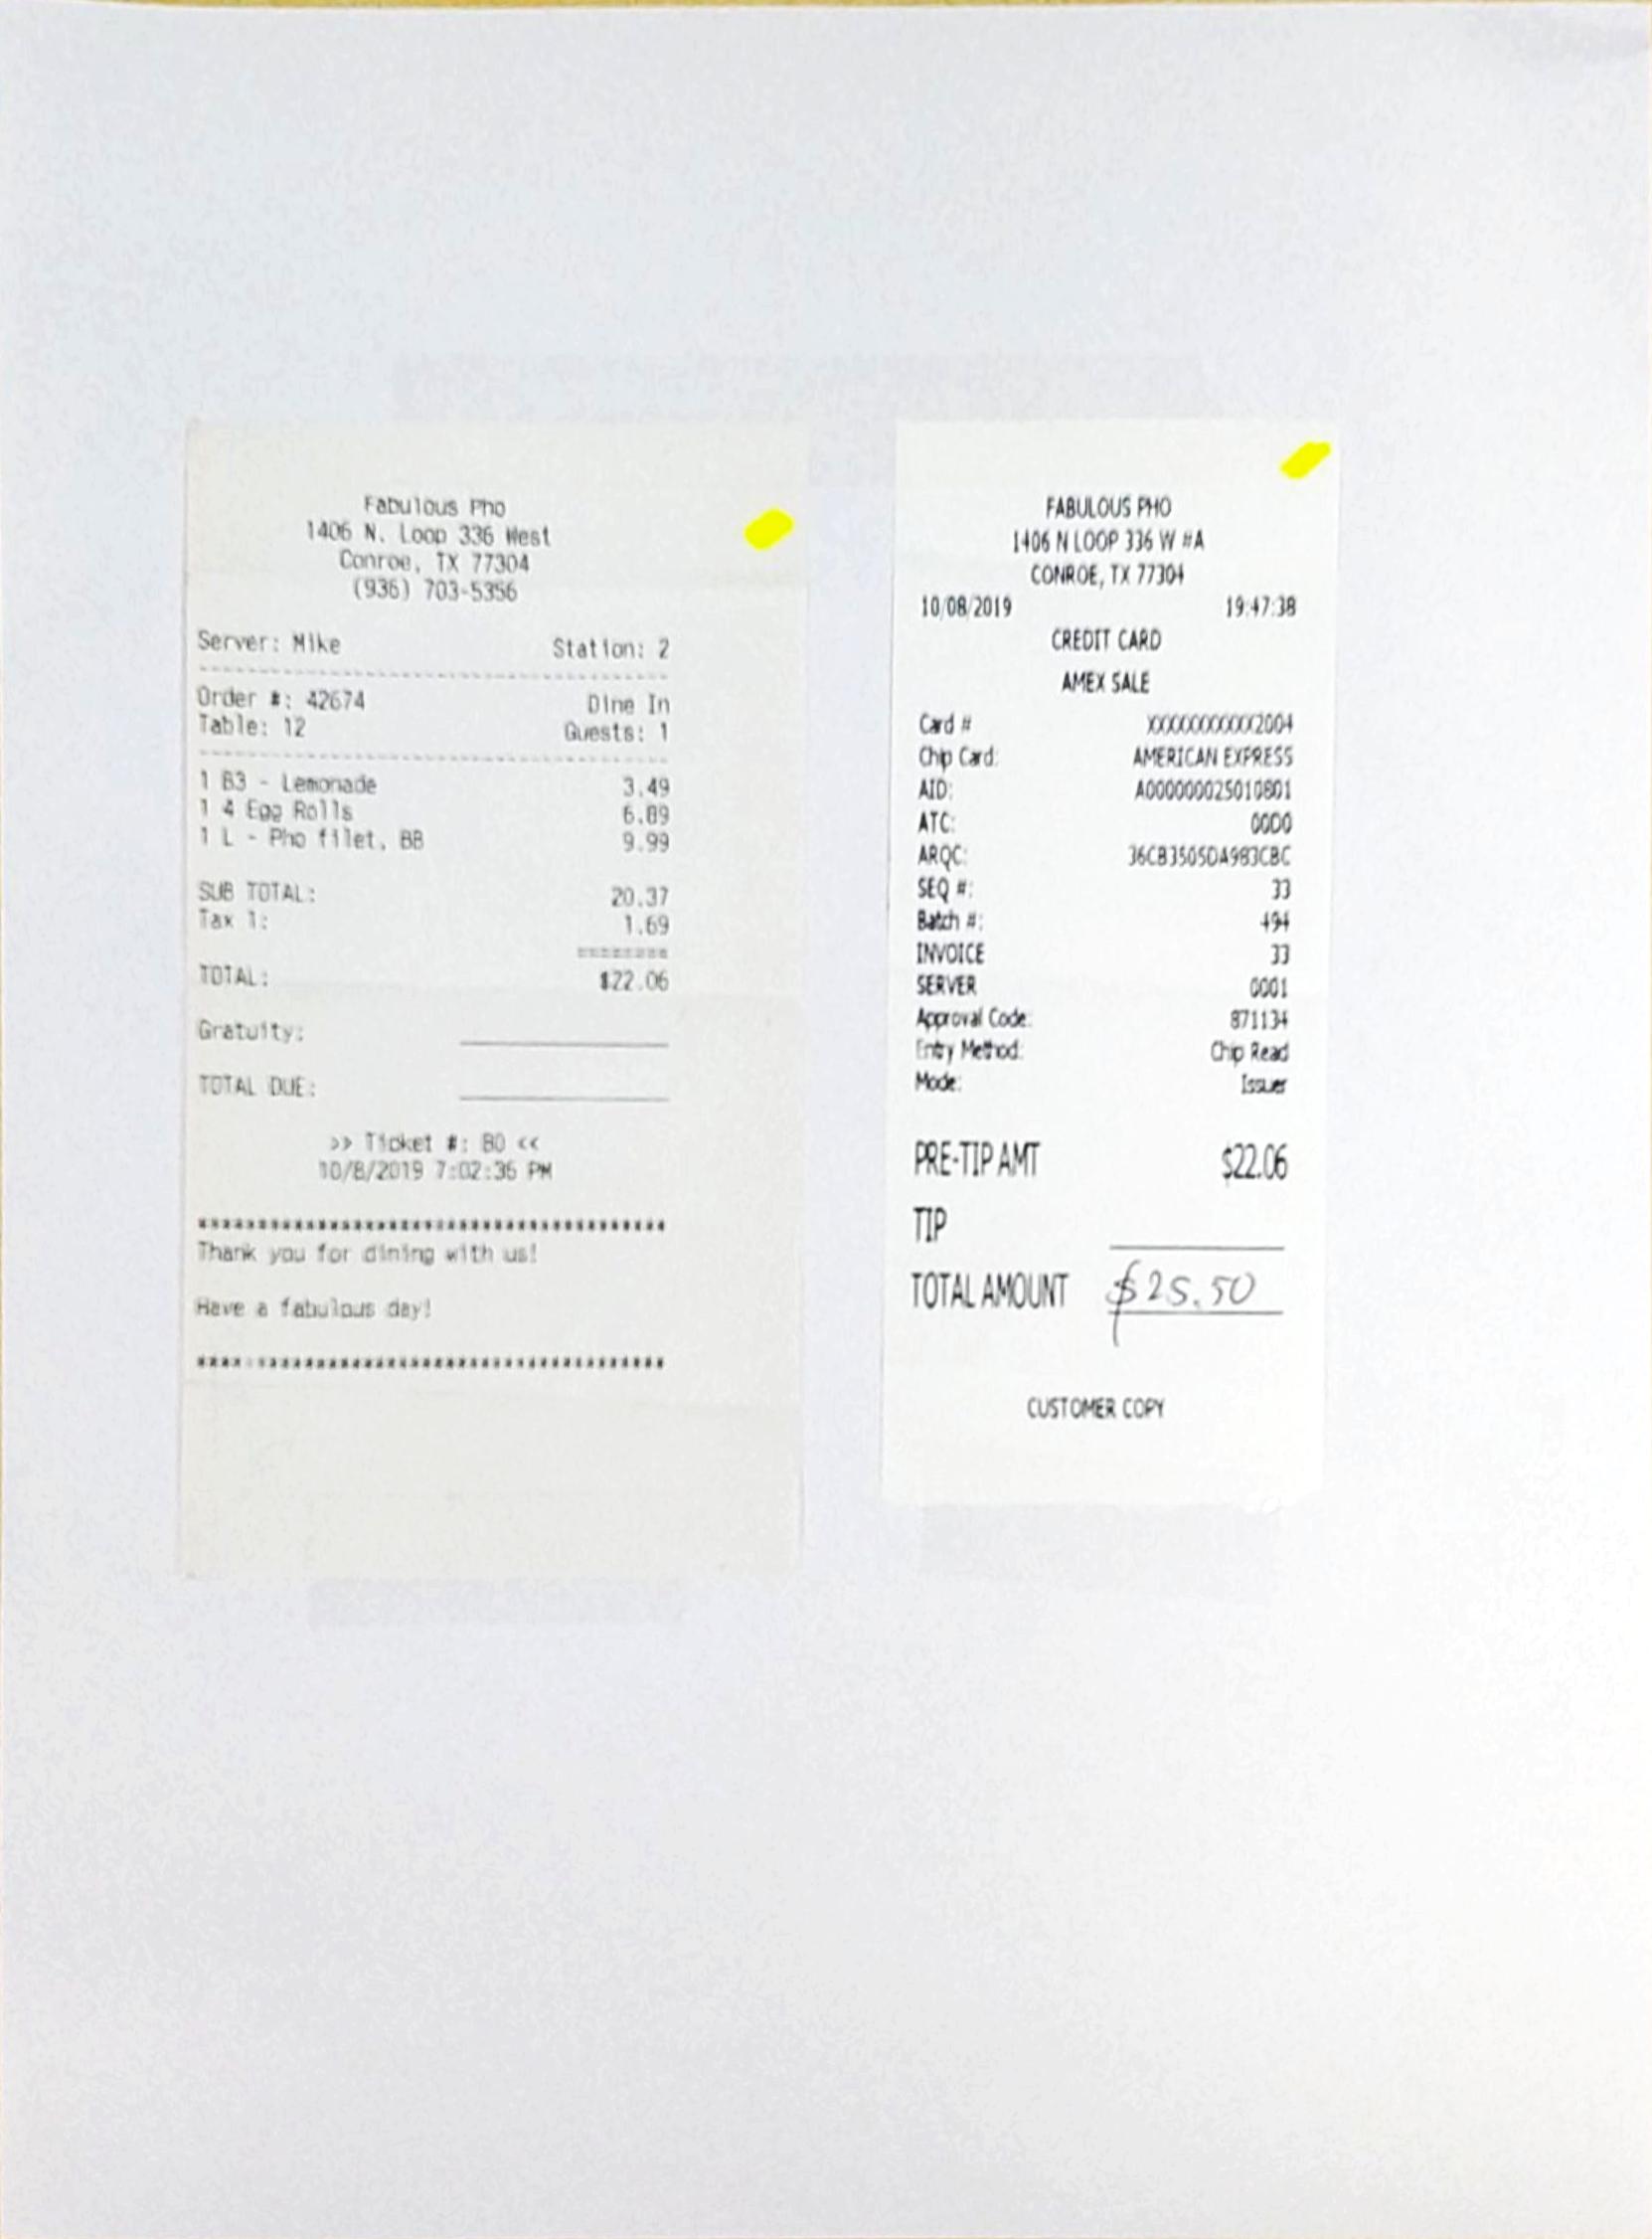 Fabulous Pho
1406 N. Loop 336 West
Conroe, TX 77304
(936) 703-5356
Server: Mike Station: 2
Order #: 42674 Dine In
Table: 12 Guests: 1
1 B3 - Lemonade 3.49
1 4 Egg Rolls 6.89
1 L - Pho filet, BB 9.99
SUB TOTAL: 20.37
Tax 1: 1.69
========
TOTAL: $22.06
Gratuity:
TOTAL DUE:
>> Ticket #: 80 <<
10/8/2019 7:02:36 PM
***************************************
Thank you for dining with us!
Have a fabulous day!
***************************************
FABULOUS PHO
1406 N LOOP 336 W #A
CONROE, TX 77304
10/08/2019 19:47:38
CREDIT CARD
AMEX SALE
Card # XXXXXXXXXXX2004
Chip Card: AMERICAN EXPRESS
AID: A000000025010801
ATC: 00D0
ARQC: 36CB3505DA983CBC
SEQ #: 33
Batch #: 494
INVOICE 33
SERVER 0001
Approval Code: 871134
Entry Method: Chip Read
Mode: Issuer
PRE-TIP AMT $22.06
TIP
TOTAL AMOUNT $25.50
CUSTOMER COPY